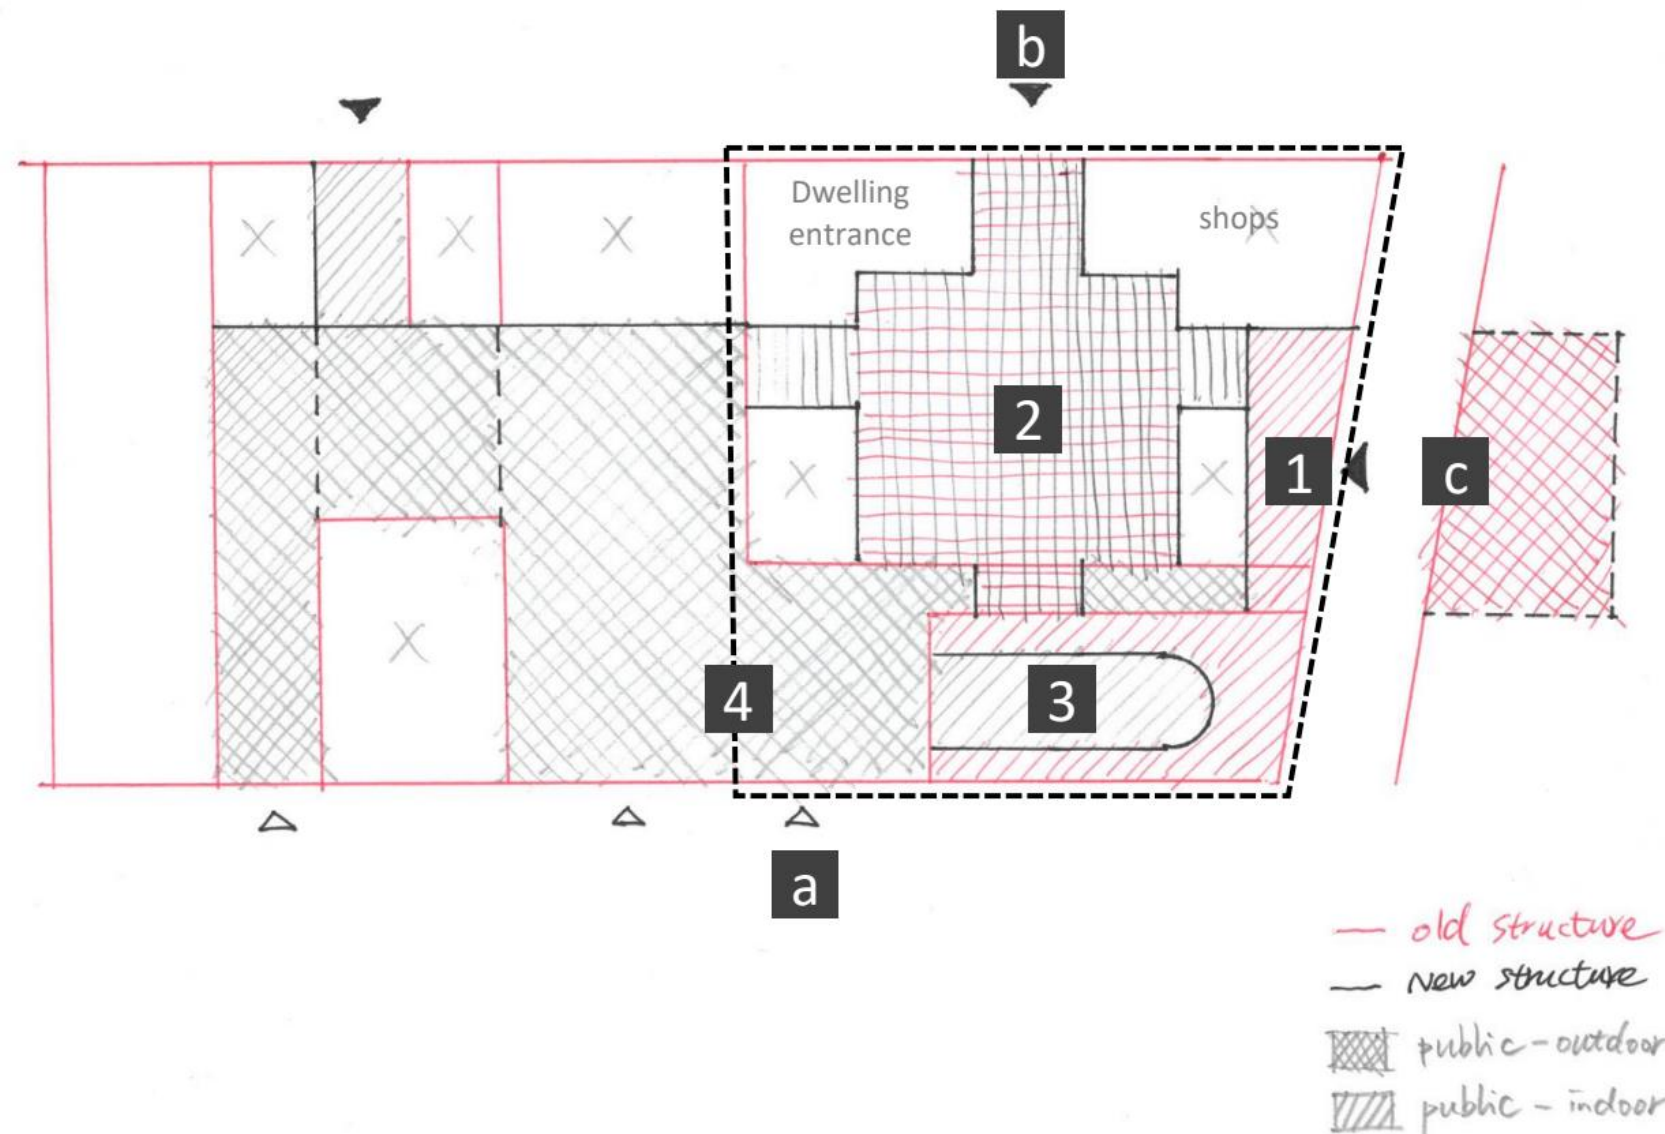 b
Dwelling
entrance
shops
2
1
c
4
3
a
old structure
New structure
public - outdoor
public - indoor